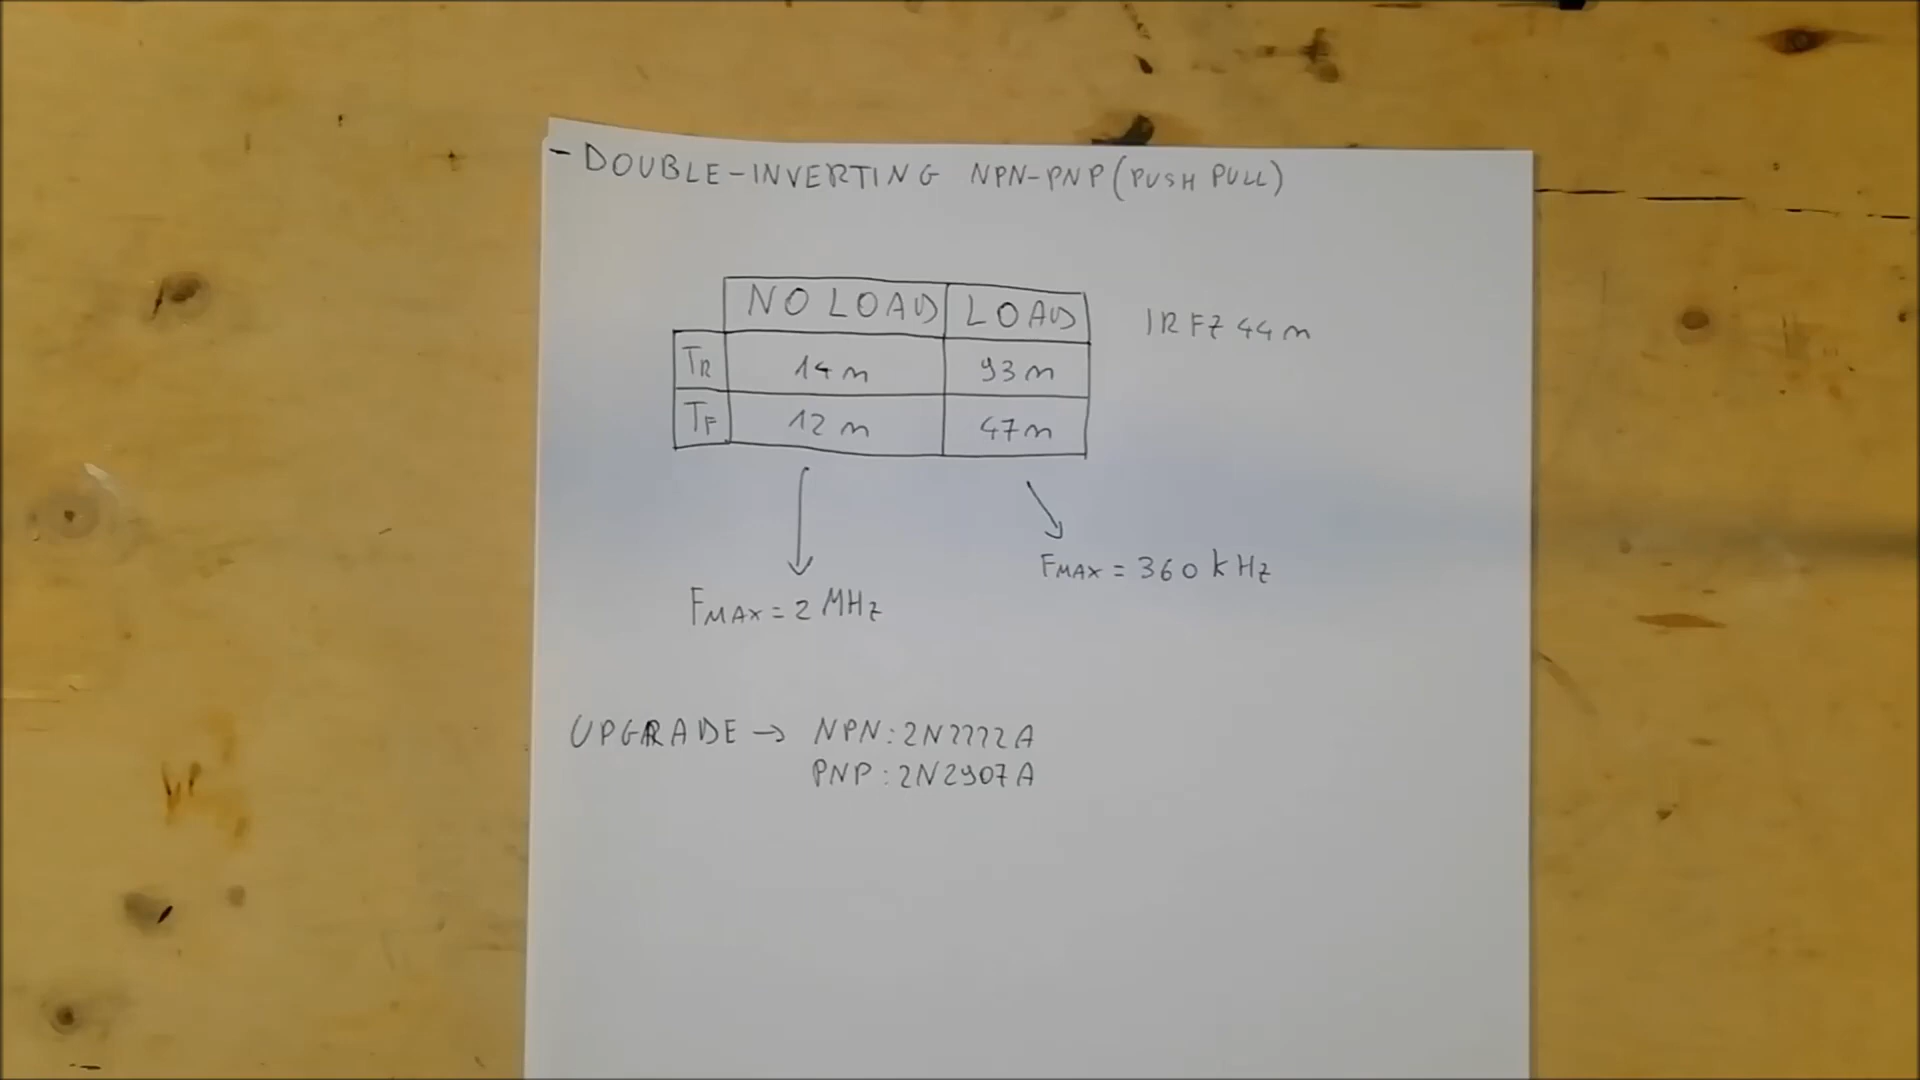 - DOUBLE-INVERTING NPN-PNP (PUSH PULL)
NO LOAD LOAD
IRFZ44n
TR 14n 93n
TF 12n 47n
FMAX = 360 kHz
FMAX = 2 MHz
UPGRADE → NPN: 2N2222A
PNP: 2N2907A